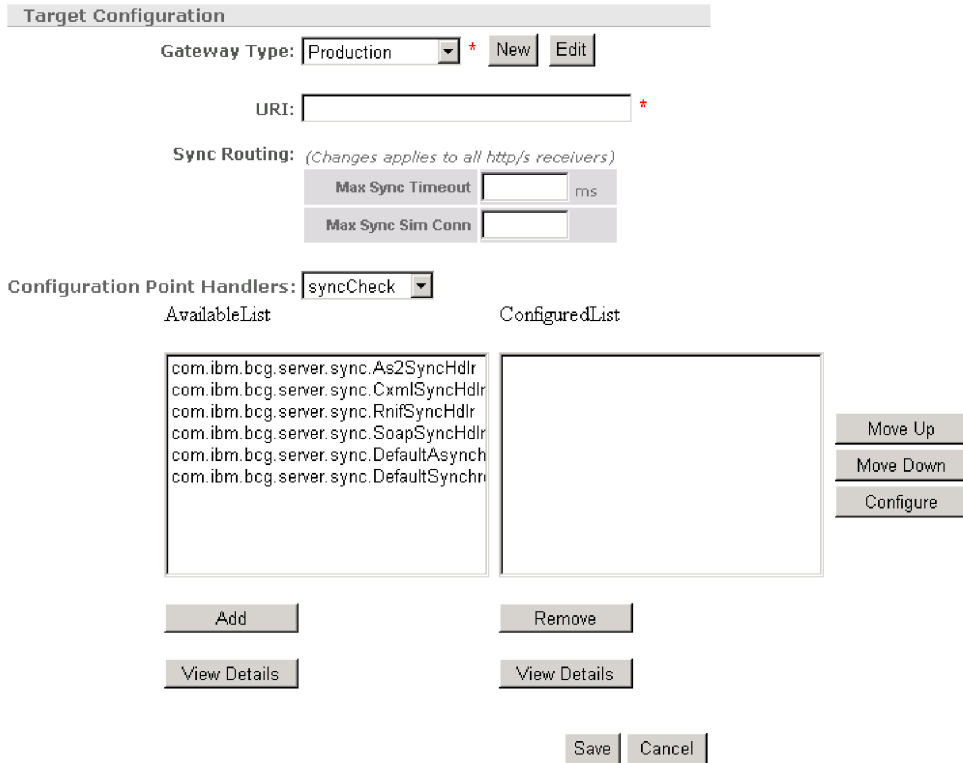 Target Configuration
Gateway Type: Production * New Edit
URI: *
Sync Routing: (Changes applies to all http/s receivers)
Max Sync Timeout ms
Max Sync Sim Conn
Configuration Point Handlers: syncCheck
AvailableList ConfiguredList
com.ibm.bcg.server.sync.As2SyncHdlr
com.ibm.bcg.server.sync.CxmlSyncHdlr
com.ibm.bcg.server.sync.RnifSyncHdlr
com.ibm.bcg.server.sync.SoapSyncHdlr
com.ibm.bcg.server.sync.DefaultAsynch
com.ibm.bcg.server.sync.DefaultSynchr
Move Up
Move Down
Configure
Add Remove
View Details View Details
Save Cancel